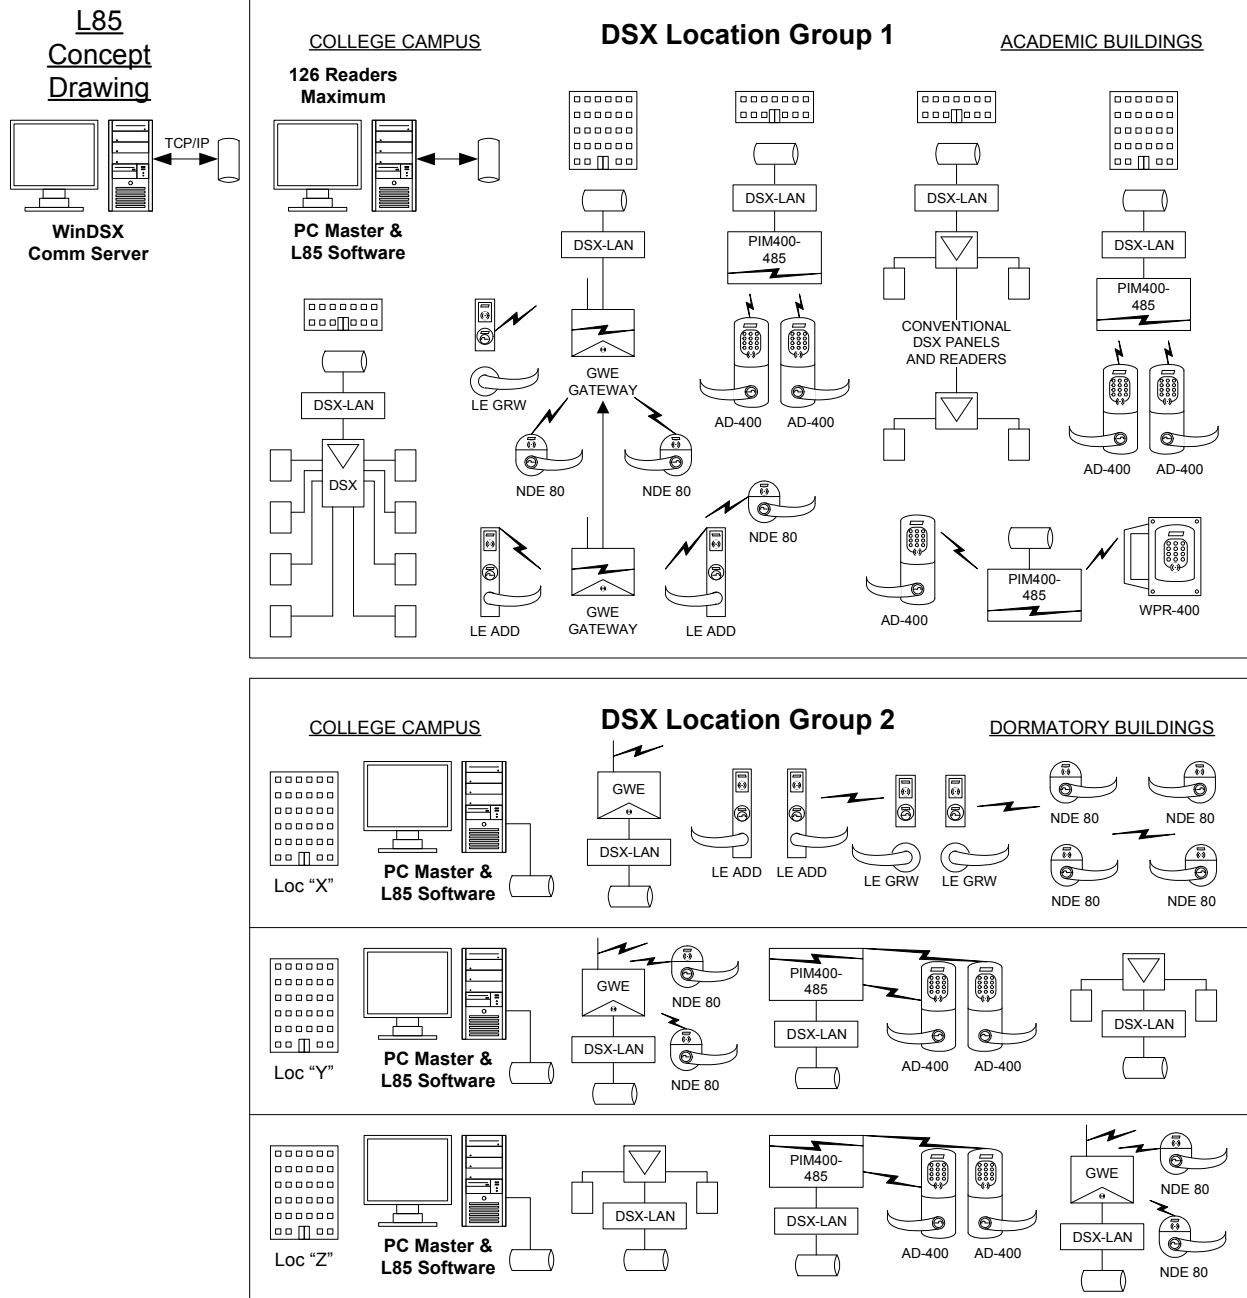 L85
Concept
Drawing
TCP/IP
WinDSX
Comm Server
COLLEGE CAMPUS
DSX Location Group 1
ACADEMIC BUILDINGS
126 Readers
Maximum
PC Master &
L85 Software
DSX-LAN
DSX
DSX-LAN
LE GRW
GWE
GATEWAY
NDE 80
NDE 80
NDE 80
LE ADD
GWE
GATEWAY
LE ADD
DSX-LAN
PIM400-
485
AD-400
AD-400
DSX-LAN
CONVENTIONAL
DSX PANELS
AND READERS
DSX-LAN
PIM400-
485
AD-400
AD-400
AD-400
PIM400-
485
WPR-400
COLLEGE CAMPUS
DSX Location Group 2
DORMATORY BUILDINGS
Loc “X”
PC Master &
L85 Software
GWE
DSX-LAN
LE ADD
LE ADD
LE GRW
LE GRW
NDE 80
NDE 80
NDE 80
NDE 80
Loc “Y”
PC Master &
L85 Software
GWE
DSX-LAN
NDE 80
NDE 80
PIM400-
485
DSX-LAN
AD-400
AD-400
DSX-LAN
Loc “Z”
PC Master &
L85 Software
DSX-LAN
PIM400-
485
DSX-LAN
AD-400
AD-400
GWE
DSX-LAN
NDE 80
NDE 80